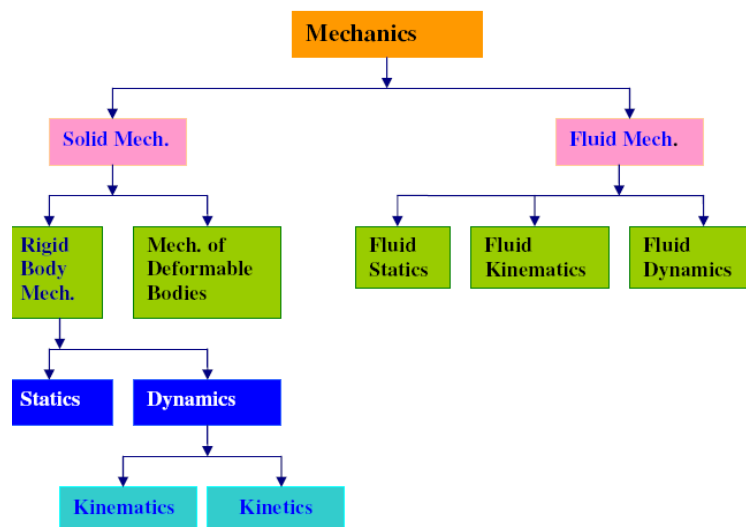 Mechanics
Solid Mech.
Fluid Mech.
Rigid
Body
Mech.
Mech. of
Deformable
Bodies
Fluid
Statics
Fluid
Kinematics
Fluid
Dynamics
Statics
Dynamics
Kinematics
Kinetics